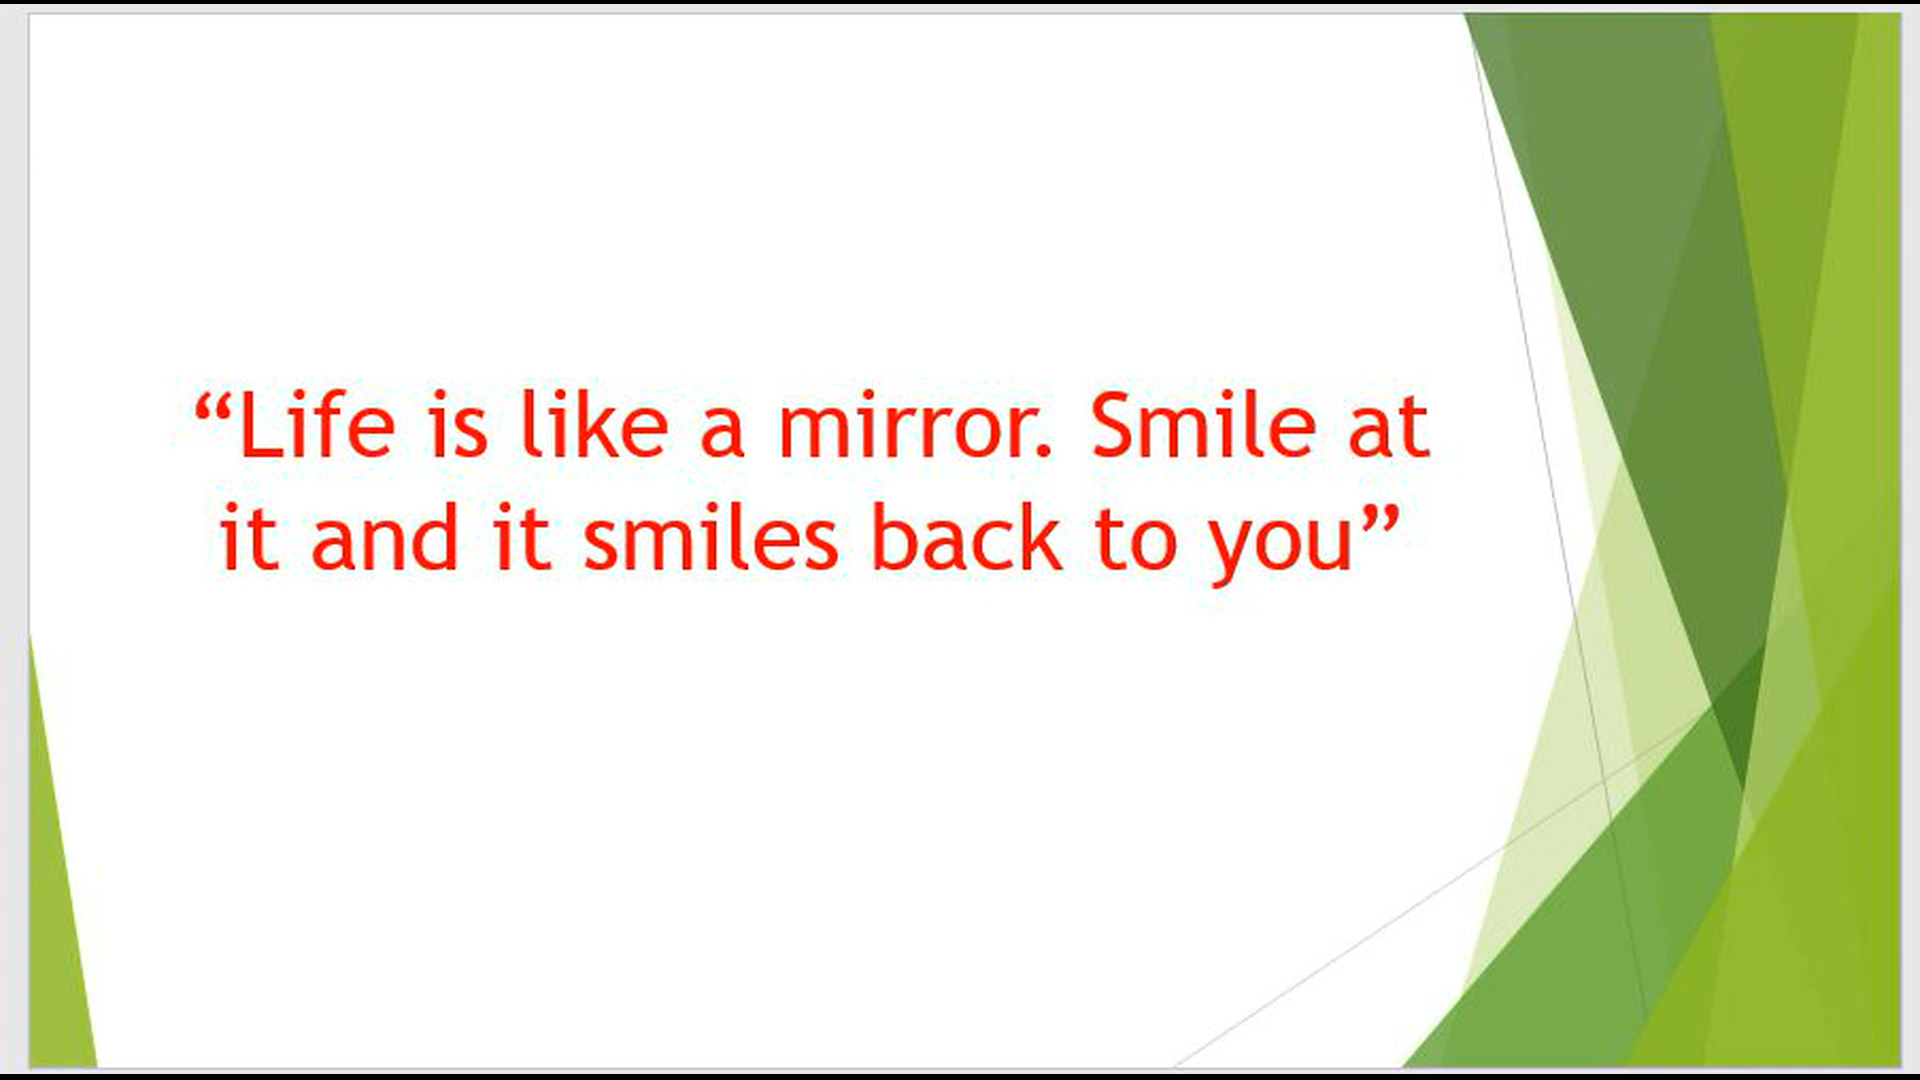 “Life is like a mirror. Smile at
it and it smiles back to you”